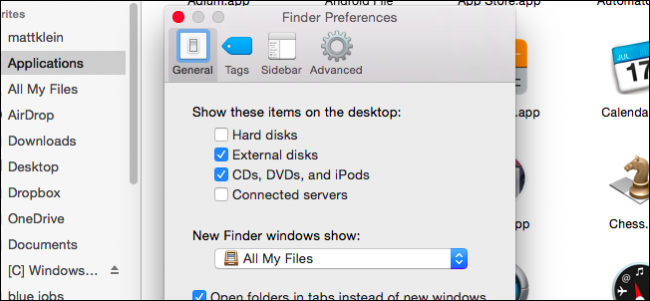 Adium.app
Android File
App Store.app
Automato
Finder Preferences
General
Tags
Sidebar
Advanced
rites
mattklein
Applications
All My Files
AirDrop
Downloads
Desktop
Dropbox
OneDrive
Documents
[C] Windows...
blue jobs
Show these items on the desktop:
Hard disks
External disks
CDs, DVDs, and iPods
Connected servers
New Finder windows show:
All My Files
Open folders in tabs instead of new windows
JUL
17
.app
Calenda
app
Chess.
app